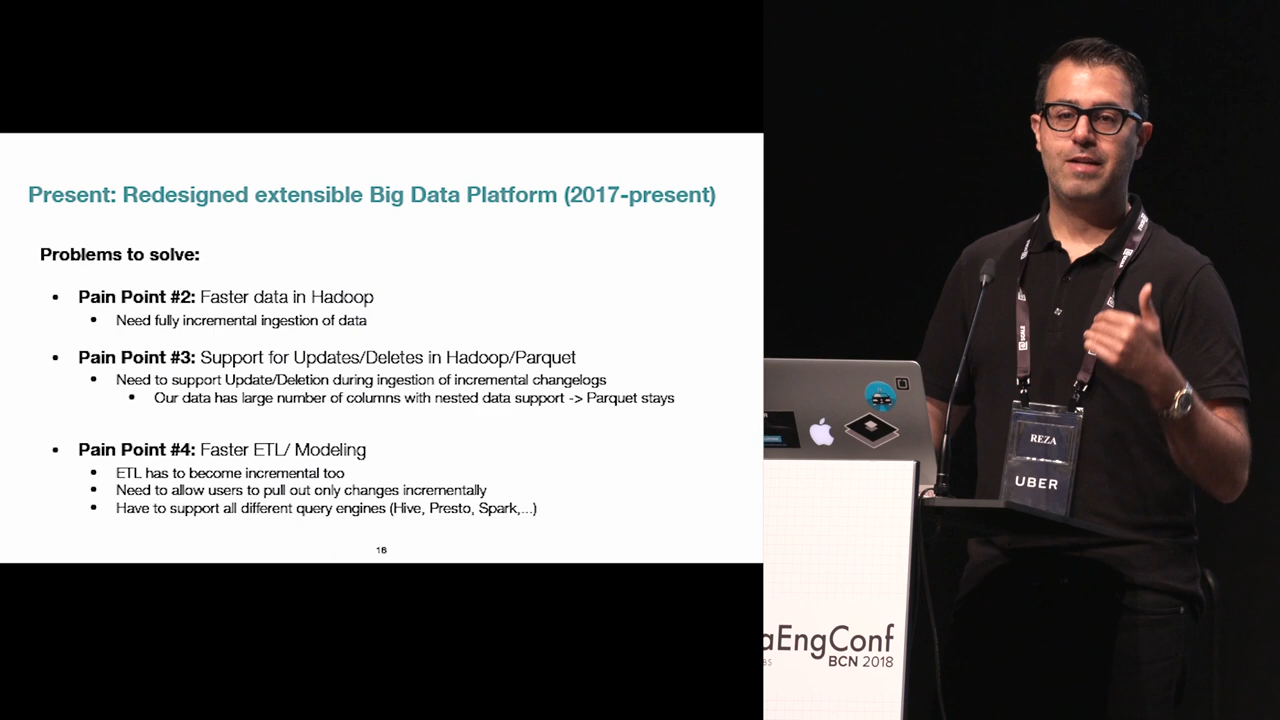 Present: Redesigned extensible Big Data Platform (2017-present)
Problems to solve:
• Pain Point #2: Faster data in Hadoop
• Need fully incremental ingestion of data
• Pain Point #3: Support for Updates/Deletes in Hadoop/Parquet
• Need to support Update/Deletion during ingestion of incremental changelogs
• Our data has large number of columns with nested data support -> Parquet stays
• Pain Point #4: Faster ETL/ Modeling
• ETL has to become incremental too
• Need to allow users to pull out only changes incrementally
• Have to support all different query engines (Hive, Presto, Spark,...)
16
REZA
UBER
aEngConf
BCN 2018